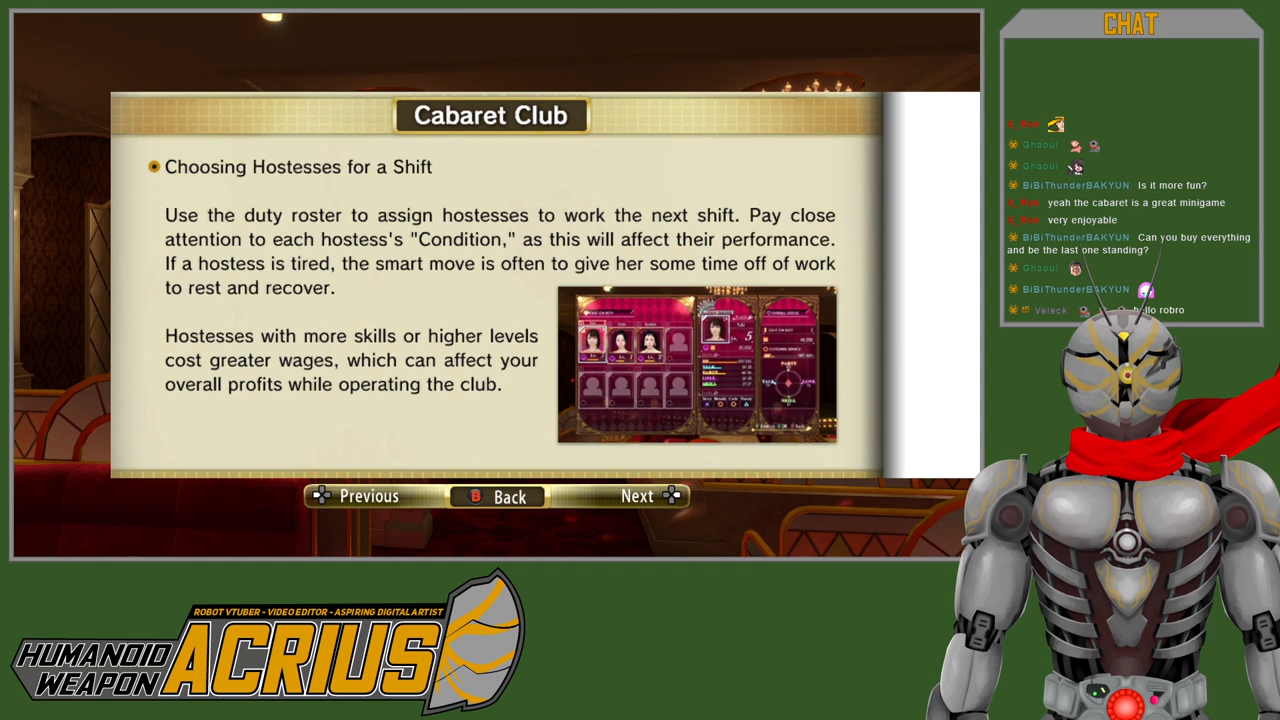 Cabaret Club
Choosing Hostesses for a Shift
Use the duty roster to assign hostesses to work the next shift. Pay close
attention to each hostess's "Condition," as this will affect their performance.
If a hostess is tired, the smart move is often to give her some time off of work
to rest and recover.
Hostesses with more skills or higher levels
cost greater wages, which can affect your
overall profits while operating the club.
Previous
B Back
Next
CHAT
K_Red
Ghaoul
Ghaoul
BiBiThunderBAKYUN Is it more fun?
K_Red yeah the cabaret is a great minigame
K_Red very enjoyable
BiBiThunderBAKYUN Can you buy everything
and be the last one standing?
Ghaoul
BiBiThunderBAKYUN
Veleck hello robro
ROBOT VTUBER - VIDEO EDITOR - ASPIRING DIGITAL ARTIST
HUMANOID
WEAPON
ACRIUS